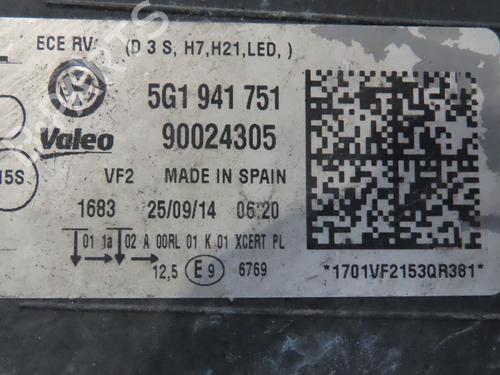 ECE RV (D 3 S, H7,H21,LED, )
5G1 941 751
Valeo 90024305
15S
VF2 MADE IN SPAIN
1683 25/09/14 06:20
01 1a 02 A 00RL 01 K 01 XCERT PL
12,5 E 9 6769
*1701VF2153QR381*